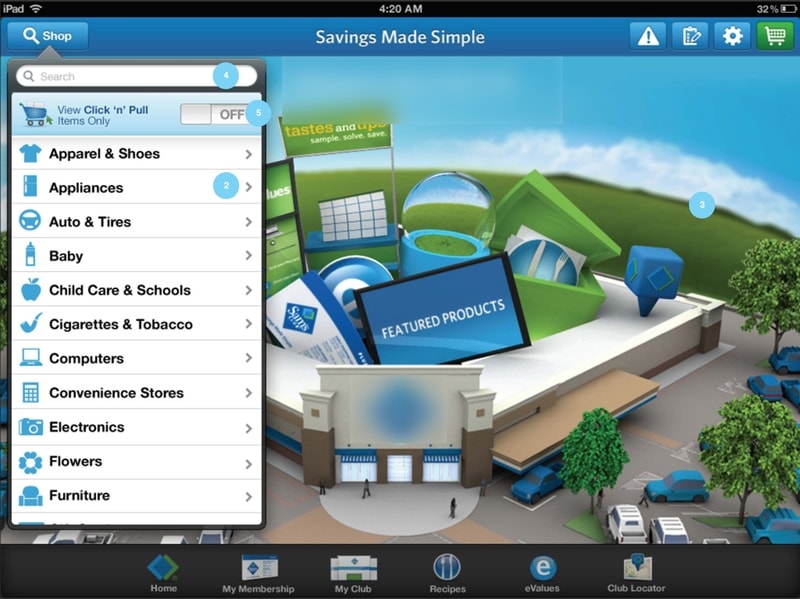 iPad 4:20 AM 32%
Shop Savings Made Simple
Search 4
View Click 'n' Pull
Items Only
OFF 5
Apparel & Shoes
Appliances 2
Auto & Tires
Baby
Child Care & Schools
Cigarettes & Tobacco
Computers
Convenience Stores
Electronics
Flowers
Furniture
tastes and tips
sample. solve. save.
3
Sam's
FEATURED PRODUCTS
Home My Membership My Club Recipes eValues Club Locator